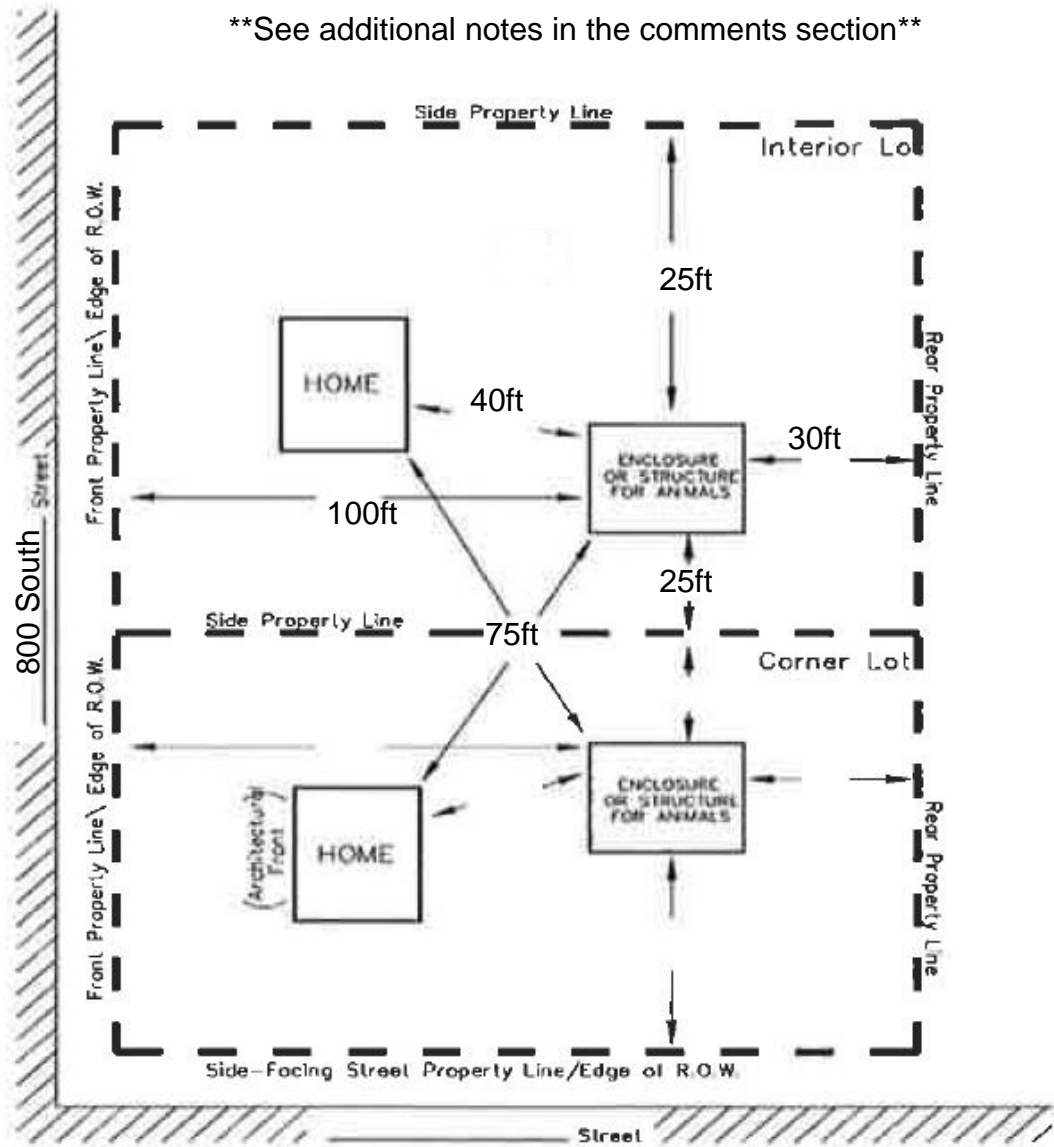 **See additional notes in the comments section**
Side Property Line
Interior Lo
Front Property Line\ Edge of R.O.W.
25ft
Rear Property Line
HOME
40ft
30ft
ENCLOSURE
OR STRUCTURE
FOR ANIMALS
100ft
800 South
Street
25ft
Side Property Line
75ft
Corner Lot
Front Property Line\ Edge of R.O.W.
ENCLOSURE
OR STRUCTURE
FOR ANIMALS
(Architectural
Front)
HOME
Rear Property Line
Side-Facing Street Property Line/Edge of R.O.W.
Street